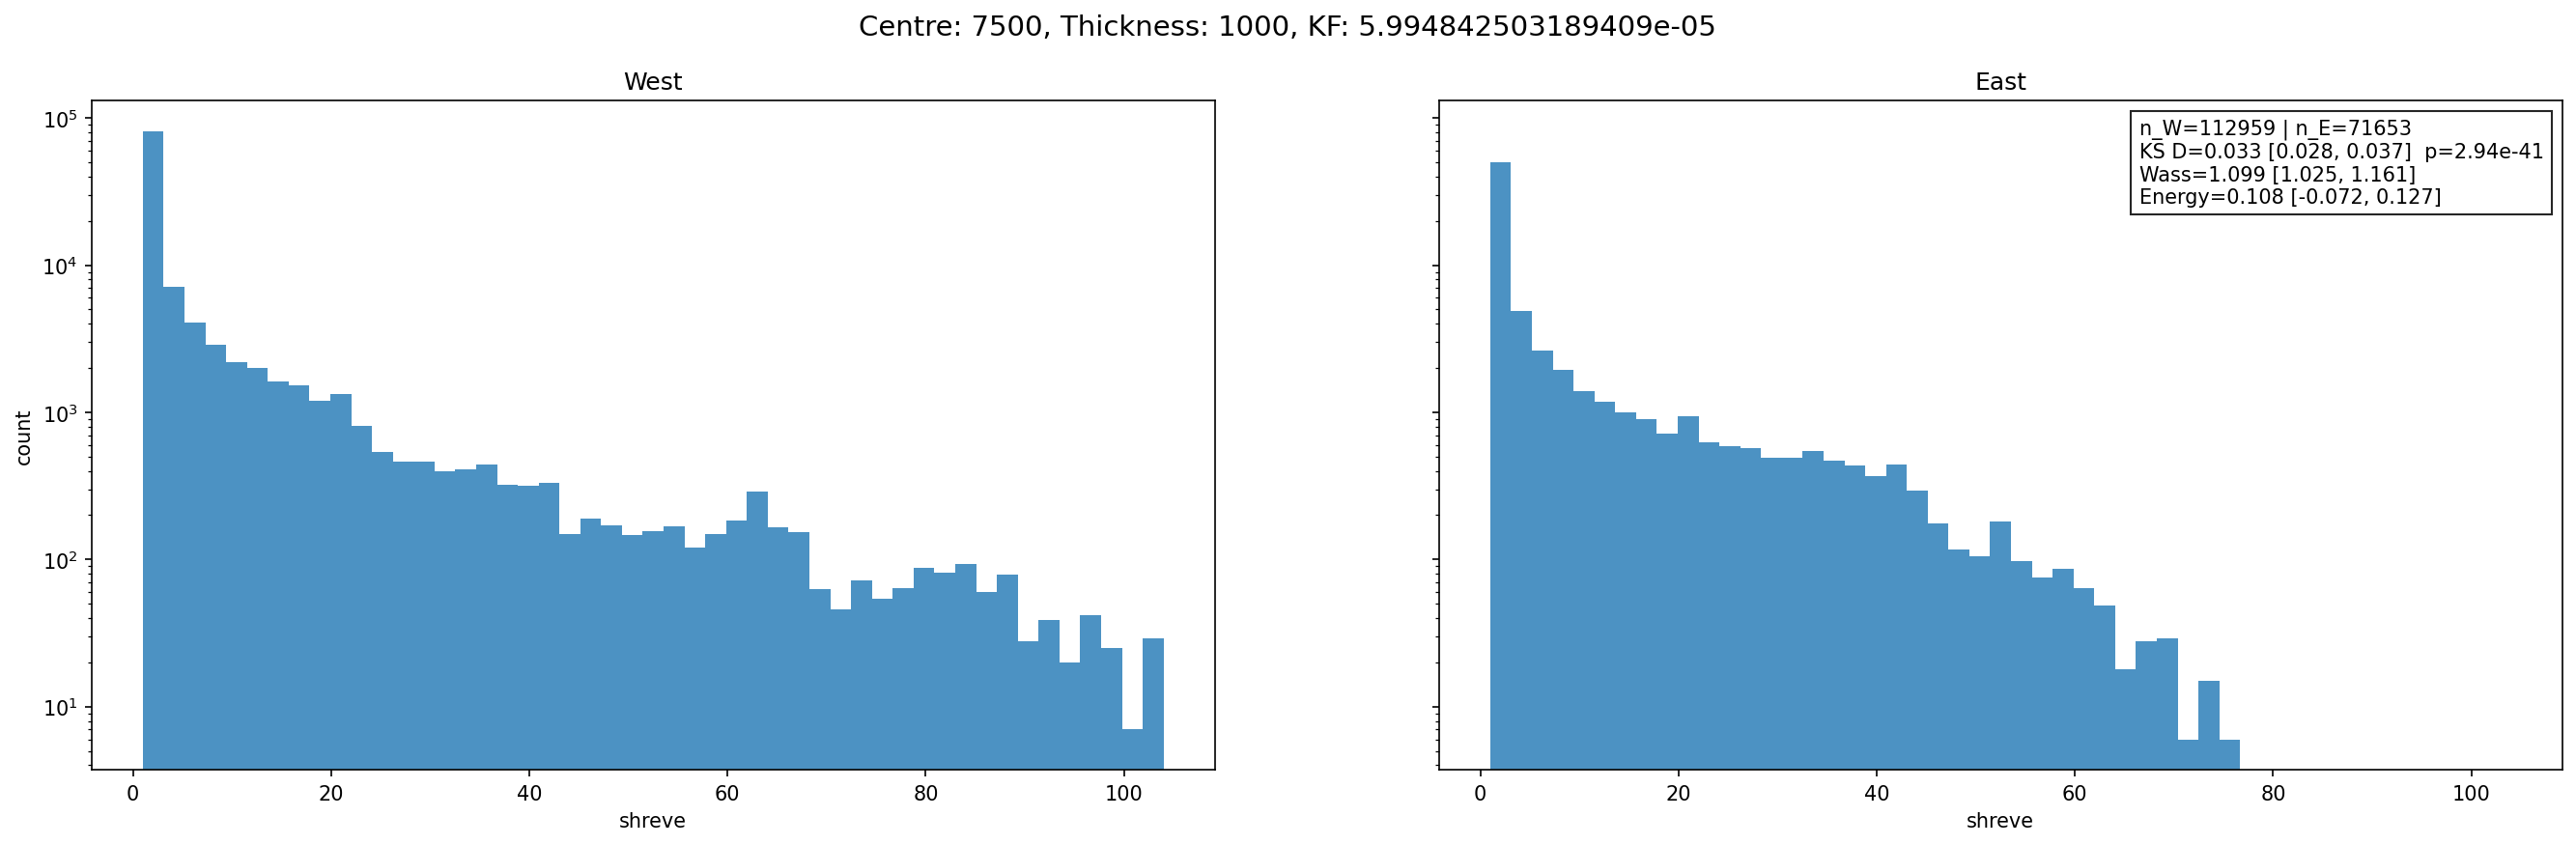 Centre: 7500, Thickness: 1000, KF: 5.994842503189409e-05
West
10⁵
10⁴
10³
10²
10¹
count
0 20 40 60 80 100
shreve
East
n_W=112959 | n_E=71653
KS D=0.033 [0.028, 0.037]  p=2.94e-41
Wass=1.099 [1.025, 1.161]
Energy=0.108 [-0.072, 0.127]
0 20 40 60 80 100
shreve